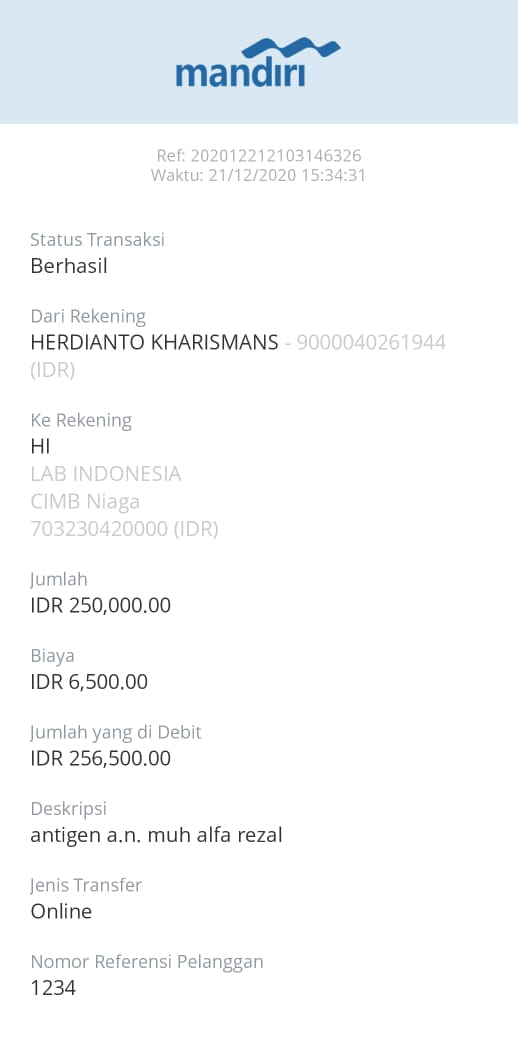 mandiri
Ref: 202012212103146326
Waktu: 21/12/2020 15:34:31
Status Transaksi
Berhasil
Dari Rekening
HERDIANTO KHARISMANS - 9000040261944
(IDR)
Ke Rekening
HI
LAB INDONESIA
CIMB Niaga
703230420000 (IDR)
Jumlah
IDR 250,000.00
Biaya
IDR 6,500.00
Jumlah yang di Debit
IDR 256,500.00
Deskripsi
antigen a.n. muh alfa rezal
Jenis Transfer
Online
Nomor Referensi Pelanggan
1234